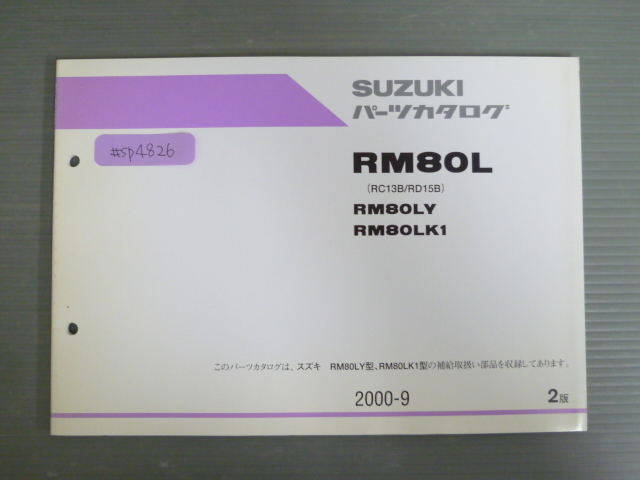 SUZUKI
パーツカタログ
#sp4826
RM80L
(RC13B/RD15B)
RM80LY
RM80LK1
このパーツカタログは、スズキ RM80LY型、RM80LK1型の補給取扱い部品を収録してあります。
2000-9
2版